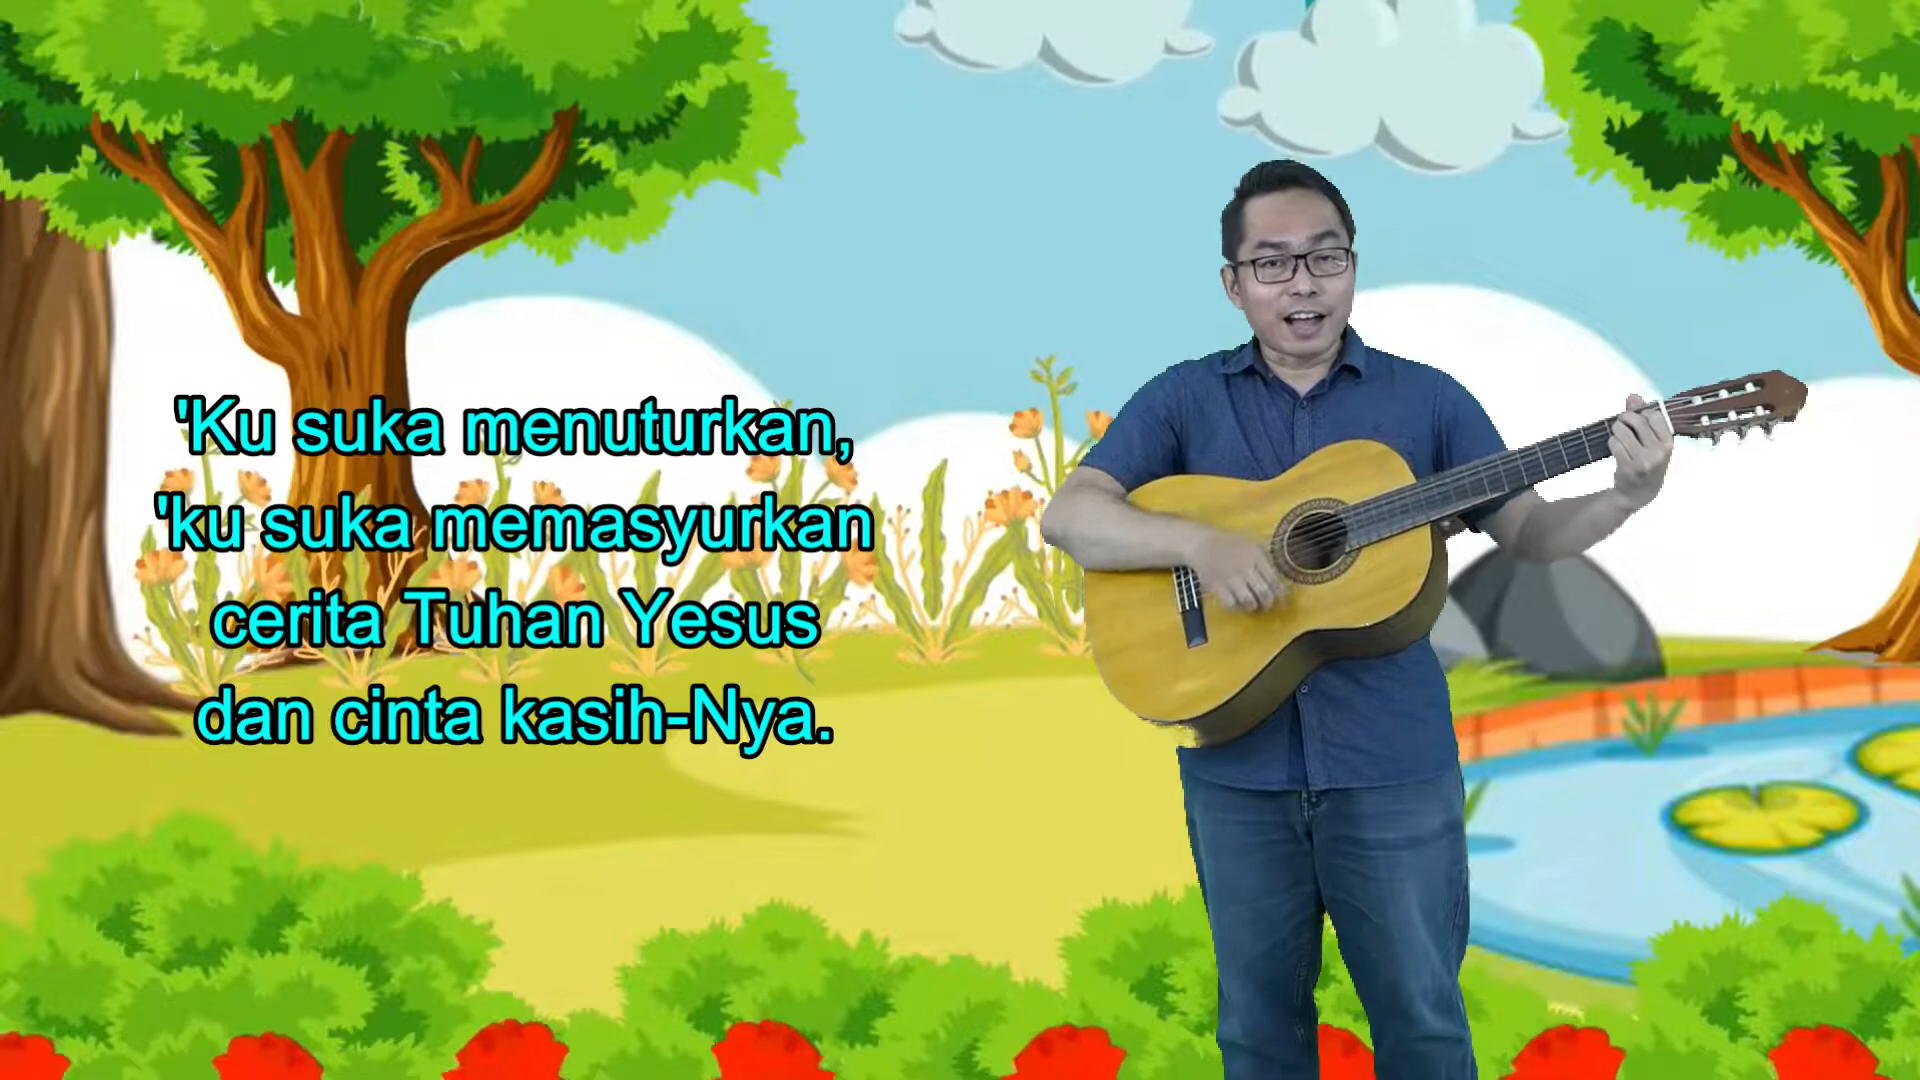 'Ku suka menuturkan,
'ku suka memasyurkan
cerita Tuhan Yesus
dan cinta kasih-Nya.